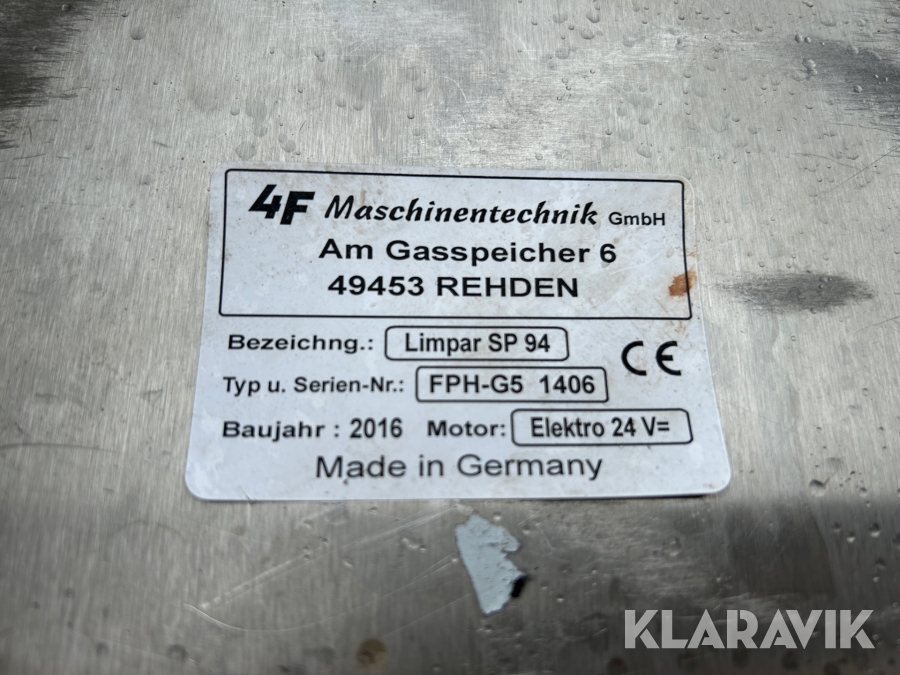 4F Maschinentechnik GmbH
Am Gasspeicher 6
49453 REHDEN
Bezeichng.: Limpar SP 94
CE
Typ u. Serien-Nr.: FPH-G5 1406
Baujahr : 2016 Motor: Elektro 24 V=
Made in Germany
KLARAVIK